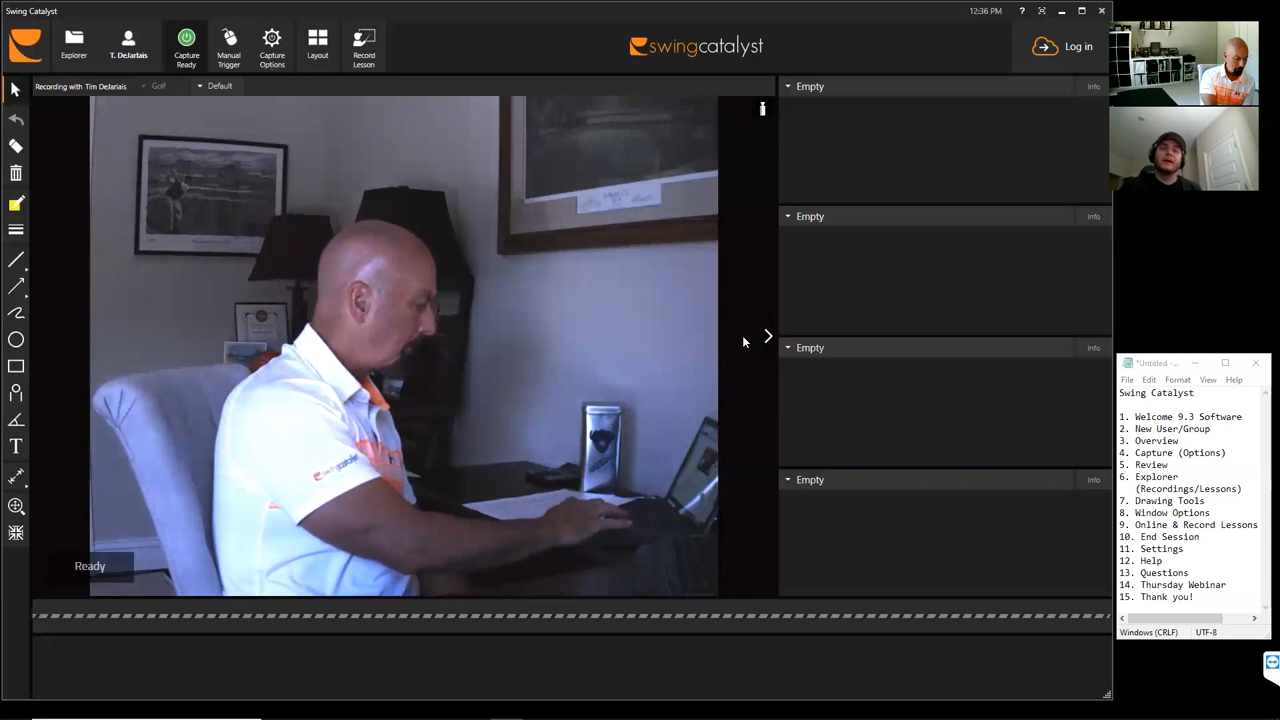 Swing Catalyst
12:36 PM
?
Explorer
T. DeJarlais
Capture Ready
Manual Trigger
Capture Options
Layout
Record Lesson
swingcatalyst
Log in
Recording with Tim DeJarlais
Golf
Default
Empty
Info
Empty
Info
Empty
Info
Empty
Info
T
swingcatalyst
Ready
*Untitled -...
File Edit Format View Help
Swing Catalyst
1. Welcome 9.3 Software
2. New User/Group
3. Overview
4. Capture (Options)
5. Review
6. Explorer
(Recordings/Lessons)
7. Drawing Tools
8. Window Options
9. Online & Record Lessons
10. End Session
11. Settings
12. Help
13. Questions
14. Thursday Webinar
15. Thank you!
Windows (CRLF) UTF-8